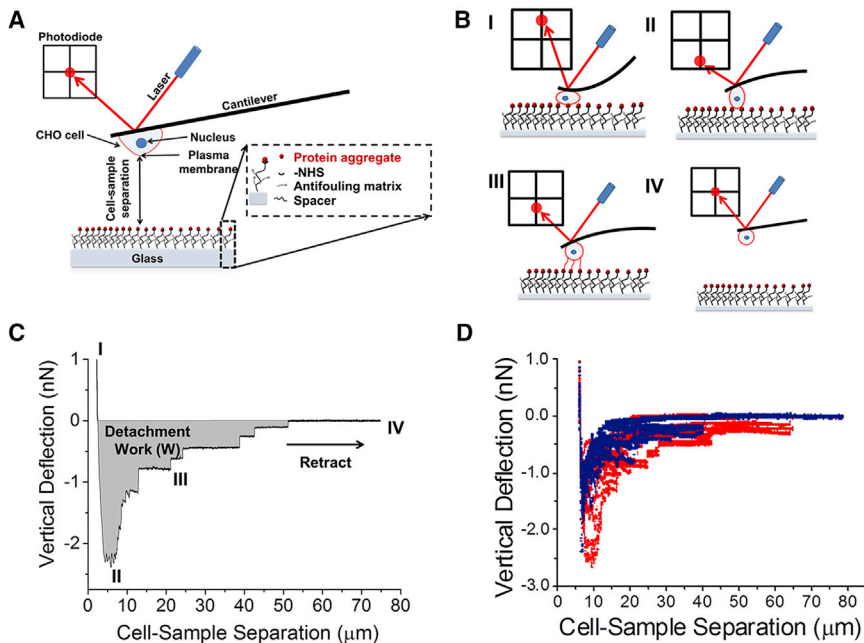 A
Photodiode
Laser
Cantilever
CHO cell
Nucleus
Plasma
membrane
Cell-sample
separation
Protein aggregate
-NHS
Antifouling matrix
Spacer
Glass
B
I
II
III
IV
C
I
Vertical Deflection (nN)
1
0
-1
-2
Detachment
Work (W)
III
II
IV
Retract
0 10 20 30 40 50 60 70 80
Cell-Sample Separation (μm)
D
Vertical Deflection (nN)
1.0
0.0
-1.0
-2.0
-3.0
0 10 20 30 40 50 60 70 80
Cell-Sample Separation (μm)